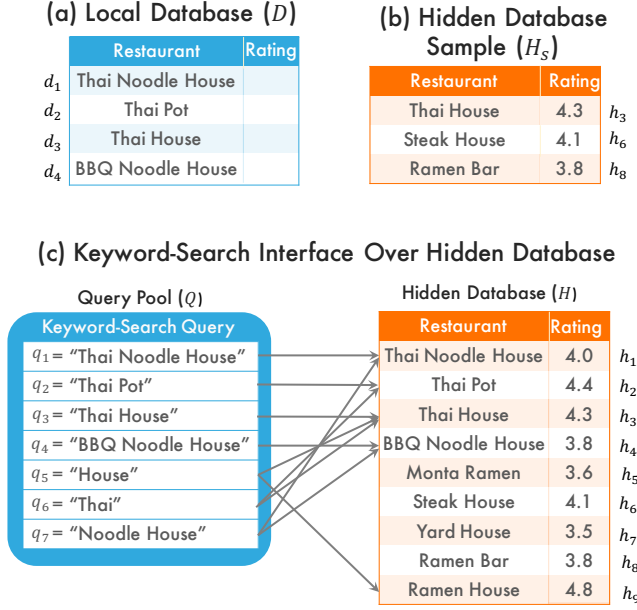 (a) Local Database (D)
Restaurant Rating
d₁ Thai Noodle House
d₂ Thai Pot
d₃ Thai House
d₄ BBQ Noodle House
(b) Hidden Database
Sample (Hₛ)
Restaurant Rating
Thai House 4.3 h₃
Steak House 4.1 h₆
Ramen Bar 3.8 h₈
(c) Keyword-Search Interface Over Hidden Database
Query Pool (Q)
Keyword-Search Query
q₁ = “Thai Noodle House”
q₂ = “Thai Pot”
q₃ = “Thai House”
q₄ = “BBQ Noodle House”
q₅ = “House”
q₆ = “Thai”
q₇ = “Noodle House”
Hidden Database (H)
Restaurant Rating
Thai Noodle House 4.0 h₁
Thai Pot 4.4 h₂
Thai House 4.3 h₃
BBQ Noodle House 3.8 h₄
Monta Ramen 3.6 h₅
Steak House 4.1 h₆
Yard House 3.5 h₇
Ramen Bar 3.8 h₈
Ramen House 4.8 h₉